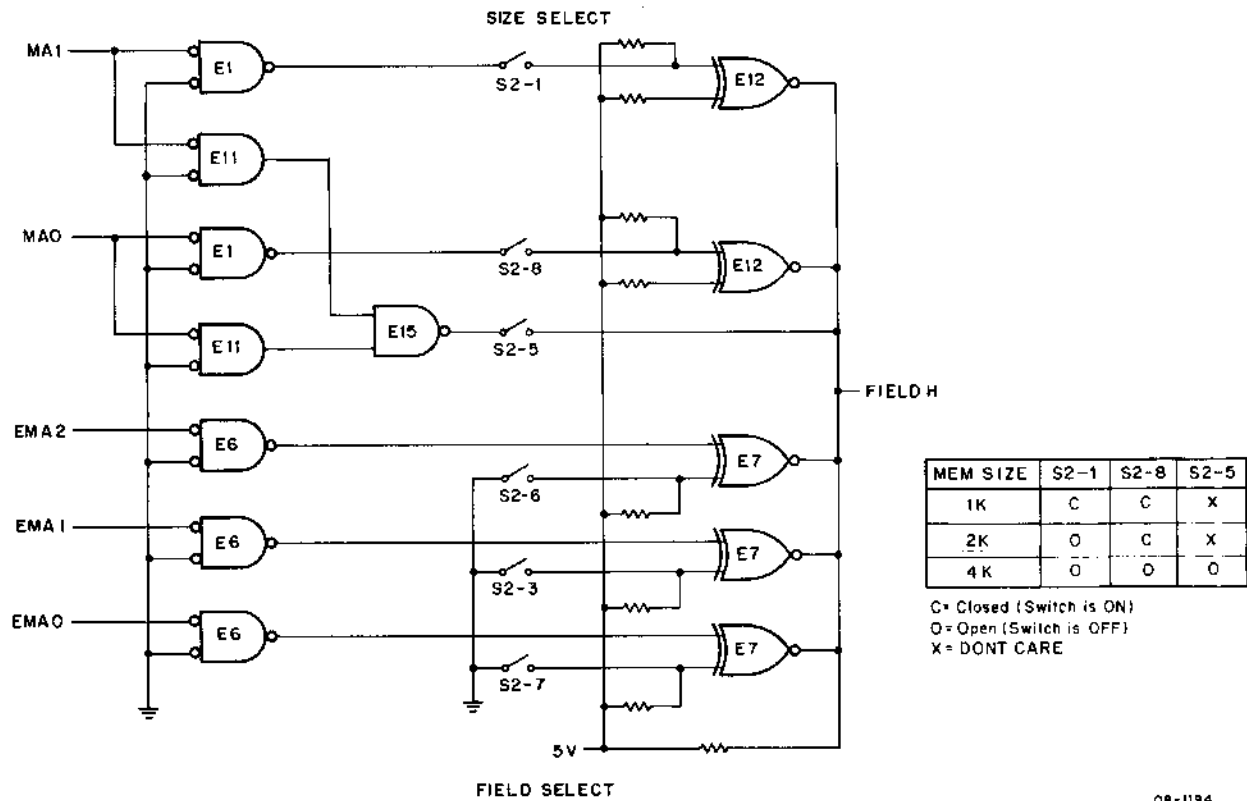 SIZE SELECT
MA1
E1
S2-1
E12
E11
MA0
E1
S2-8
E12
E11
E15
S2-5
FIELD H
EMA2
E6
S2-6
E7
EMA1
E6
S2-3
E7
EMA0
E6
S2-7
E7
5V
FIELD SELECT
MEM SIZE S2-1 S2-8 S2-5
1K C C X
2K O C X
4K O O O
C= Closed (Switch is ON)
O= Open (Switch is OFF)
X= DONT CARE
08-1194